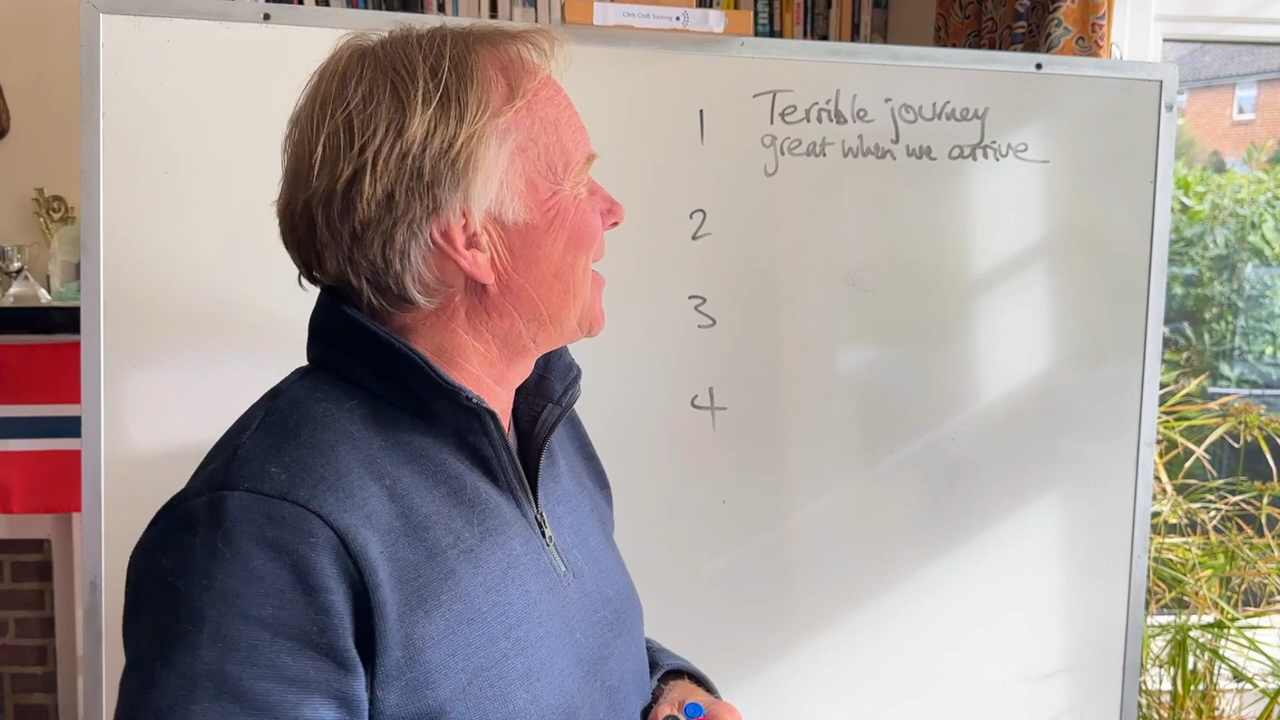 Chris Croft Training
1 Terrible journey
great when we arrive
2
3
4